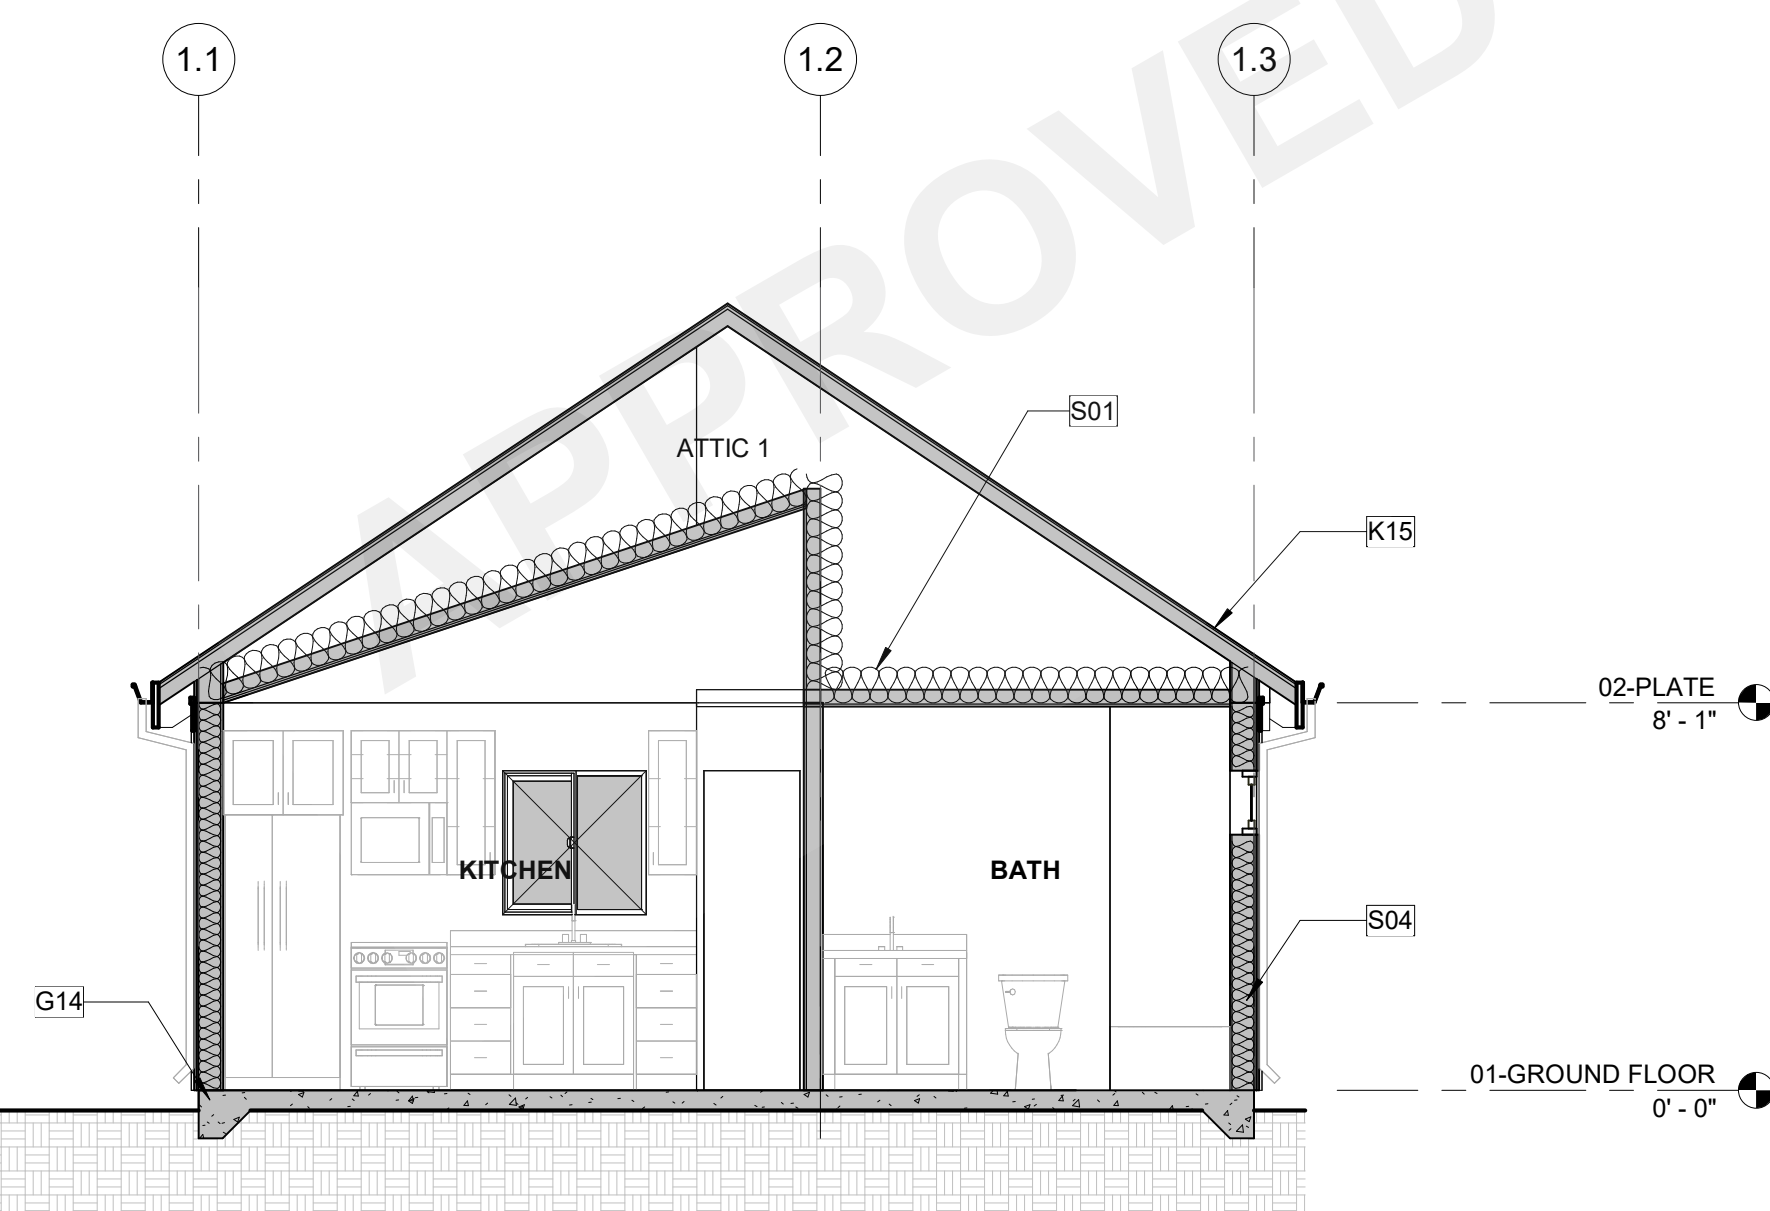 1.1
1.2
1.3
APPROVED
S01
ATTIC 1
K15
02-PLATE
8' - 1"
KITCHEN
BATH
S04
G14
01-GROUND FLOOR
0' - 0"